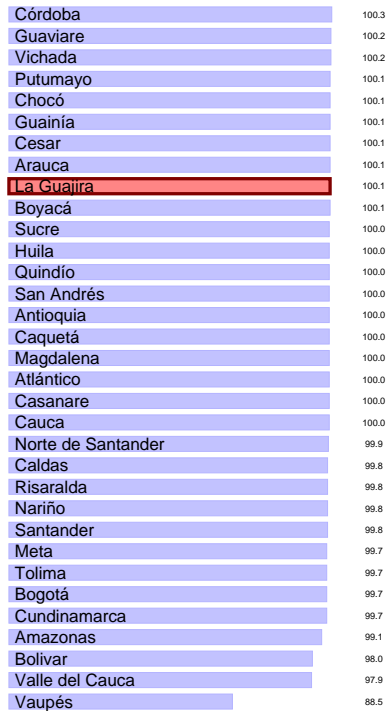 Córdoba 100.3
Guaviare 100.2
Vichada 100.2
Putumayo 100.1
Chocó 100.1
Guainía 100.1
Cesar 100.1
Arauca 100.1
La Guajira 100.1
Boyacá 100.1
Sucre 100.0
Huila 100.0
Quindío 100.0
San Andrés 100.0
Antioquia 100.0
Caquetá 100.0
Magdalena 100.0
Atlántico 100.0
Casanare 100.0
Cauca 100.0
Norte de Santander 99.9
Caldas 99.8
Risaralda 99.8
Nariño 99.8
Santander 99.8
Meta 99.7
Tolima 99.7
Bogotá 99.7
Cundinamarca 99.7
Amazonas 99.1
Bolivar 98.0
Valle del Cauca 97.9
Vaupés 88.5